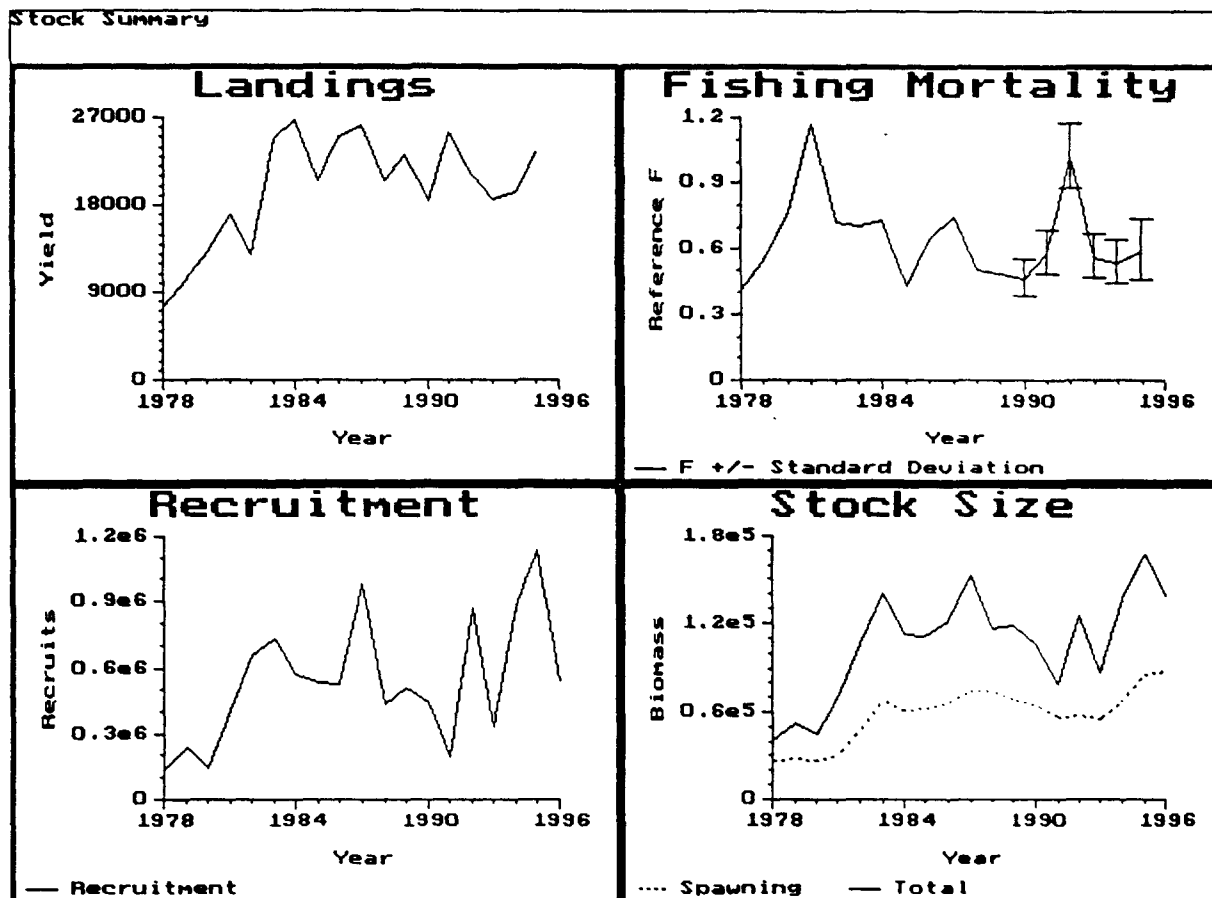 Stock Summary
Landings
27000
18000
9000
0
Yield
1978 1984 1990 1996
Year
Fishing Mortality
1.2
0.9
0.6
0.3
0
Reference F
1978 1984 1990 1996
Year
— F +/- Standard Deviation
Recruitment
1.2e6
0.9e6
0.6e6
0.3e6
0
Recruits
1978 1984 1990 1996
Year
— Recruitment
Stock Size
1.8e5
1.2e5
0.6e5
0
Biomass
1978 1984 1990 1996
Year
..... Spawning — Total